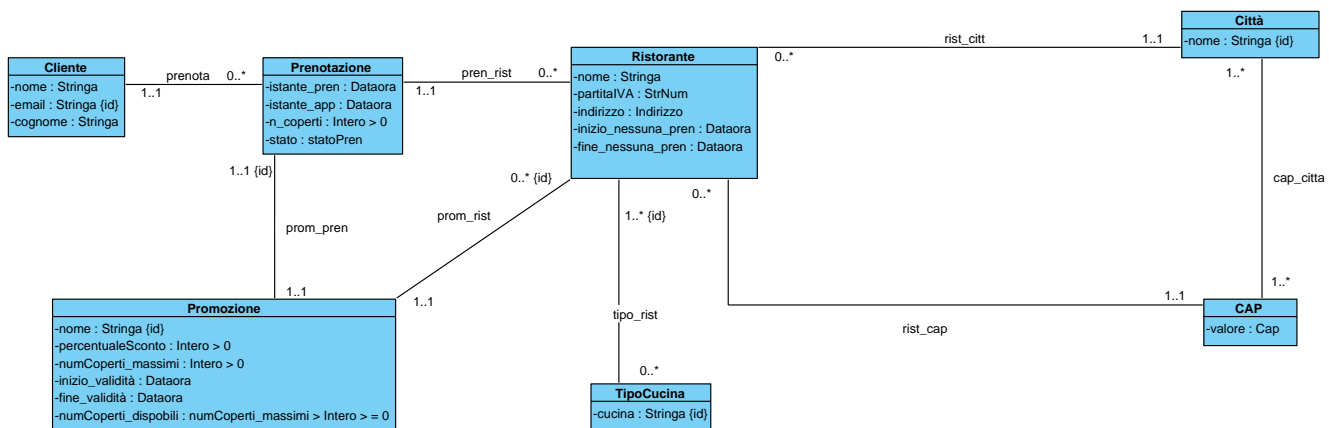 Città
-nome : Stringa {id}
rist_citt
0..*
1..1
1..*
Ristorante
-nome : Stringa
-partitaIVA : StrNum
-indirizzo : Indirizzo
-inizio_nessuna_pren : Dataora
-fine_nessuna_pren : Dataora
Cliente
-nome : Stringa
-email : Stringa {id}
-cognome : Stringa
prenota
0..*
1..1
Prenotazione
-istante_pren : Dataora
-istante_app : Dataora
-n_coperti : Intero > 0
-stato : statoPren
pren_rist
0..*
1..1
1..1 {id}
0..* {id}
1..* {id}
0..*
cap_citta
prom_pren
prom_rist
1..1
1..1
tipo_rist
0..*
rist_cap
1..1
1..*
Promozione
-nome : Stringa {id}
-percentualeSconto : Intero > 0
-numCoperti_massimi : Intero > 0
-inizio_validità : Dataora
-fine_validità : Dataora
-numCoperti_dispobili : numCoperti_massimi > Intero > = 0
TipoCucina
-cucina : Stringa {id}
CAP
-valore : Cap